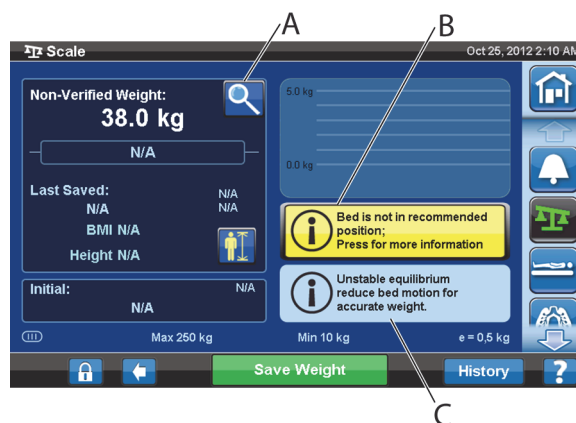 A
B
Scale
Oct 25, 2012 2:10 AM
Non-Verified Weight:
38.0 kg
N/A
Last Saved:
N/A
N/A
N/A
BMI N/A
Height N/A
Initial:
N/A
N/A
5.0 kg
0.0 kg
Bed is not in recommended
position;
Press for more information
Unstable equilibrium
reduce bed motion for
accurate weight.
III
Max 250 kg
Min 10 kg
e = 0,5 kg
Save Weight
History
?
C